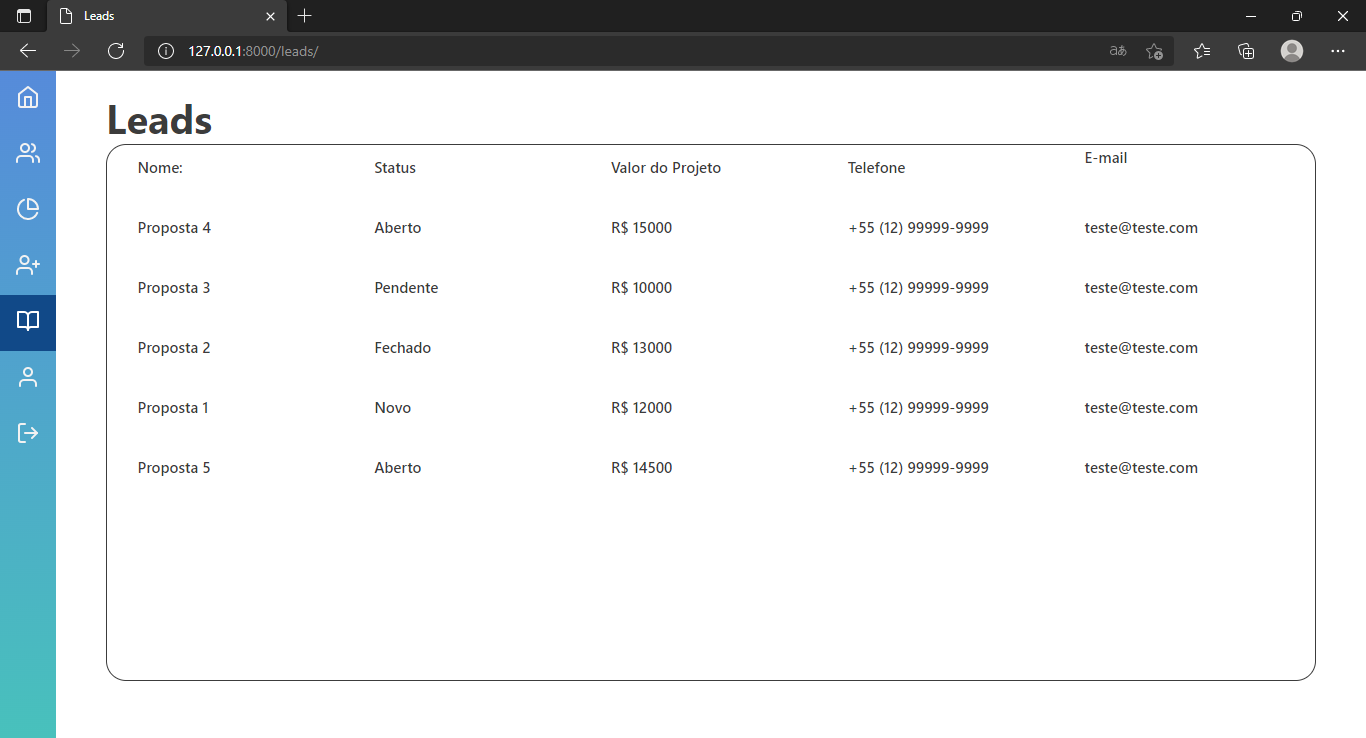 Leads
127.0.0.1:8000/leads/
aあ
Leads
Nome: Status Valor do Projeto Telefone E-mail
Proposta 4 Aberto R$ 15000 +55 (12) 99999-9999 teste@teste.com
Proposta 3 Pendente R$ 10000 +55 (12) 99999-9999 teste@teste.com
Proposta 2 Fechado R$ 13000 +55 (12) 99999-9999 teste@teste.com
Proposta 1 Novo R$ 12000 +55 (12) 99999-9999 teste@teste.com
Proposta 5 Aberto R$ 14500 +55 (12) 99999-9999 teste@teste.com